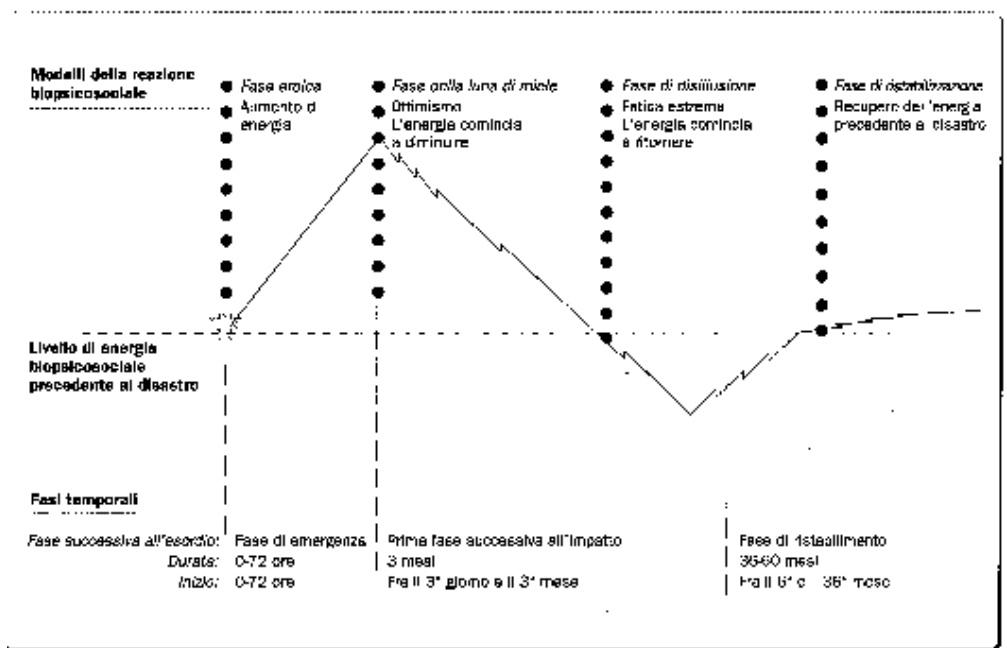 Modelli della reazione
biopsicosociale
Fase eroica
Aumento di
energia
Fase della luna di miele
Ottimismo
L'energia comincia
a diminuire
Fase di disillusione
Fatica estrema
L'energia comincia
a ritornare
Fase di ristabilizzazione
Recupero dell'energia
precedente al disastro
Livello di energia
biopsicosociale
precedente al disastro
Fasi temporali
Fase successiva all'esordio: Fase di emergenza Prima fase successiva all'impatto Fase di ristabilimento
Durata: 0-72 ore 3 mesi 36-60 mesi
Inizio: 0-72 ore Fra il 3° giorno e il 3° mese Fra il 6° e 36° mese